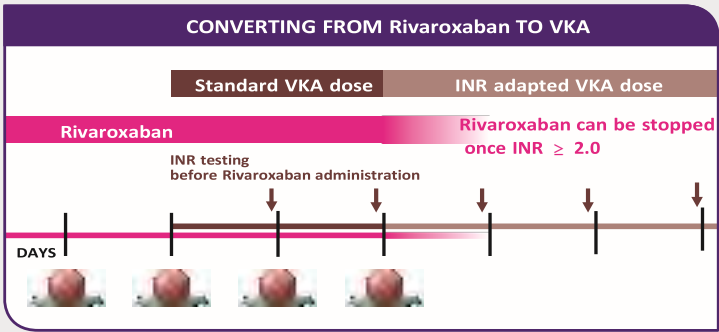 CONVERTING FROM Rivaroxaban TO VKA
Standard VKA dose
INR adapted VKA dose
Rivaroxaban
Rivaroxaban can be stopped
once INR ≥ 2.0
INR testing
before Rivaroxaban administration
DAYS